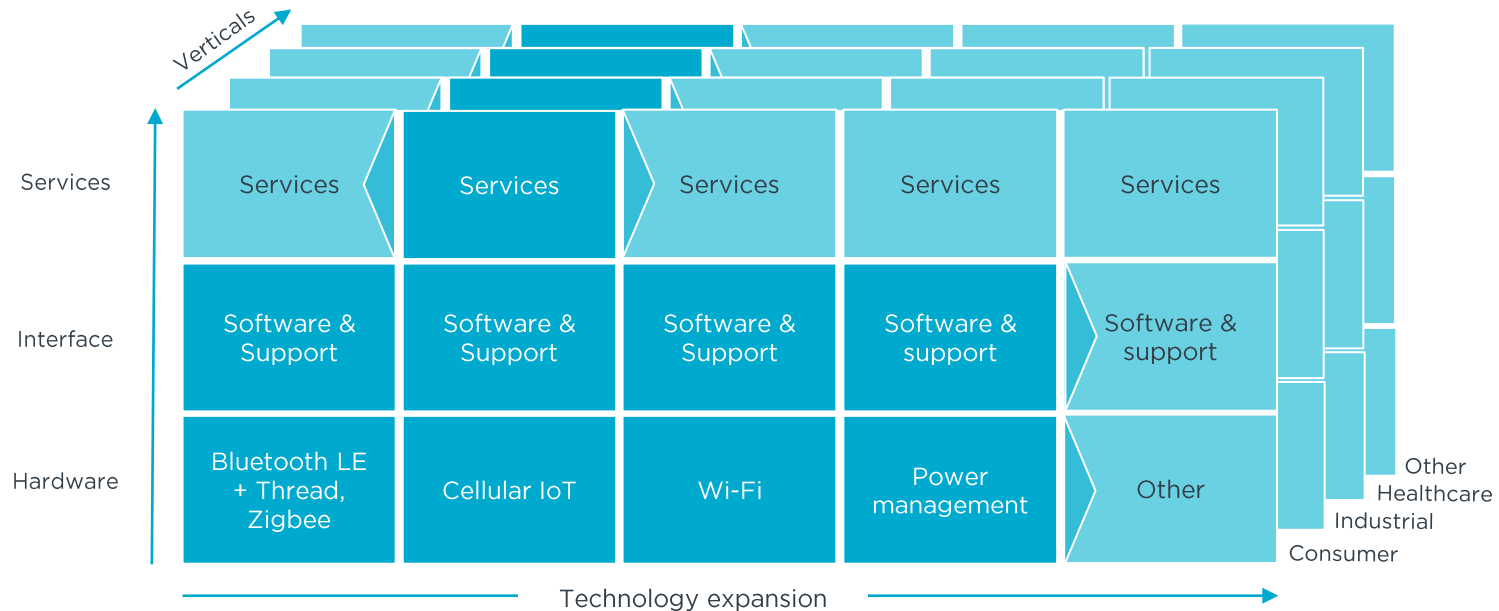 Verticals
Services
Services
Services
Services
Services
Services
Interface
Software &
Support
Software &
Support
Software &
Support
Software &
support
Software &
support
Hardware
Bluetooth LE
+ Thread,
Zigbee
Cellular IoT
Wi-Fi
Power
management
Other
Other
Healthcare
Industrial
Consumer
Technology expansion